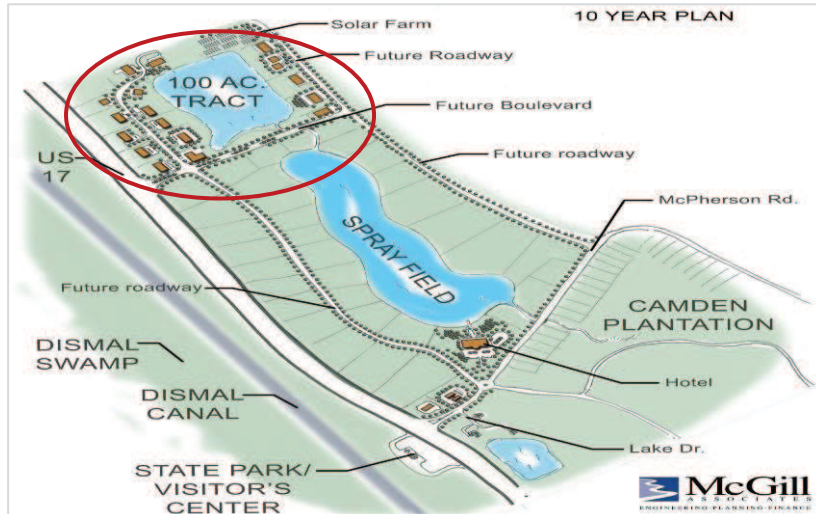 10 YEAR PLAN
Solar Farm
Future Roadway
100 AC.
TRACT
Future Boulevard
US
17
Future roadway
McPherson Rd.
SPRAY FIELD
Future roadway
CAMDEN
PLANTATION
DISMAL
SWAMP
Hotel
DISMAL
CANAL
Lake Dr.
STATE PARK/
VISITOR'S
CENTER
McGill
ASSOCIATES
ENGINEERING·PLANNING·FINANCE